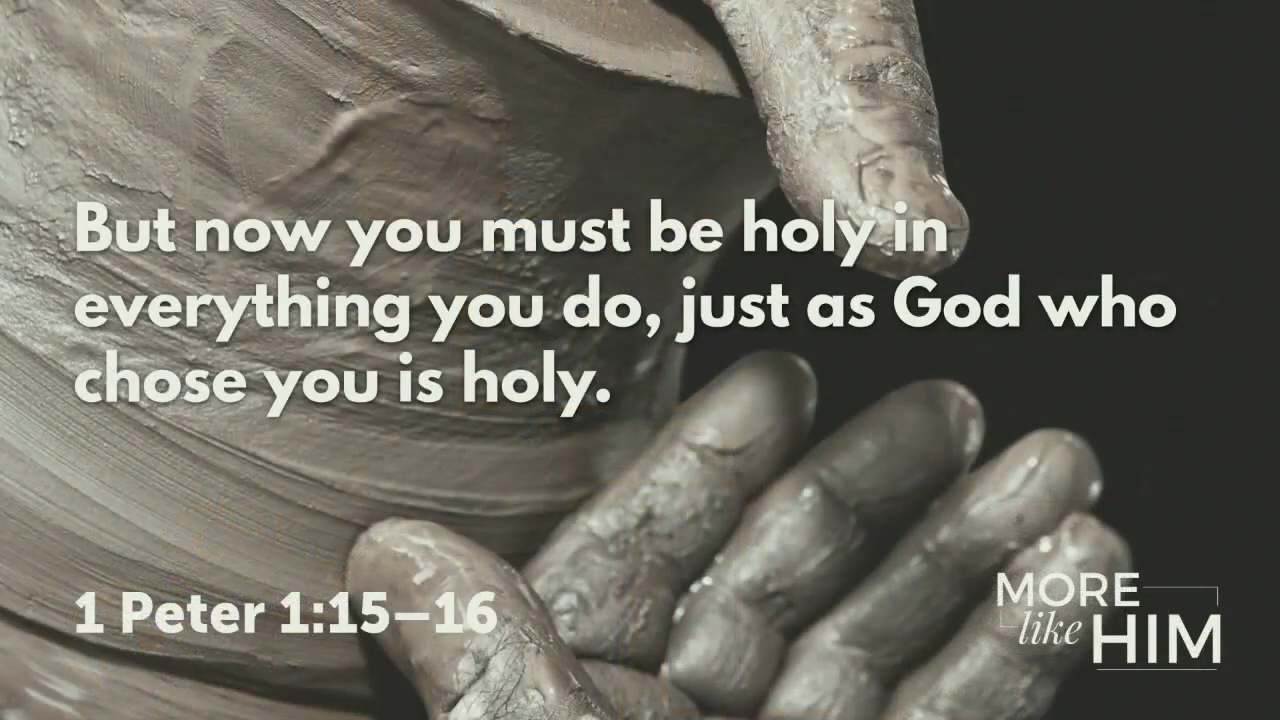 But now you must be holy in
everything you do, just as God who
chose you is holy.
1 Peter 1:15–16
MORE
like HIM